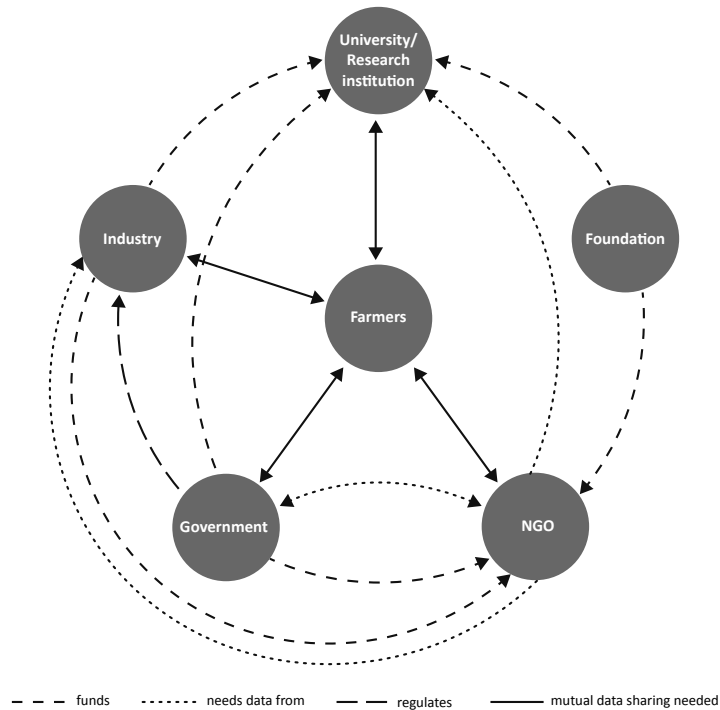 University/
Research
institution
Industry
Foundation
Farmers
Government
NGO
funds
needs data from
regulates
mutual data sharing needed